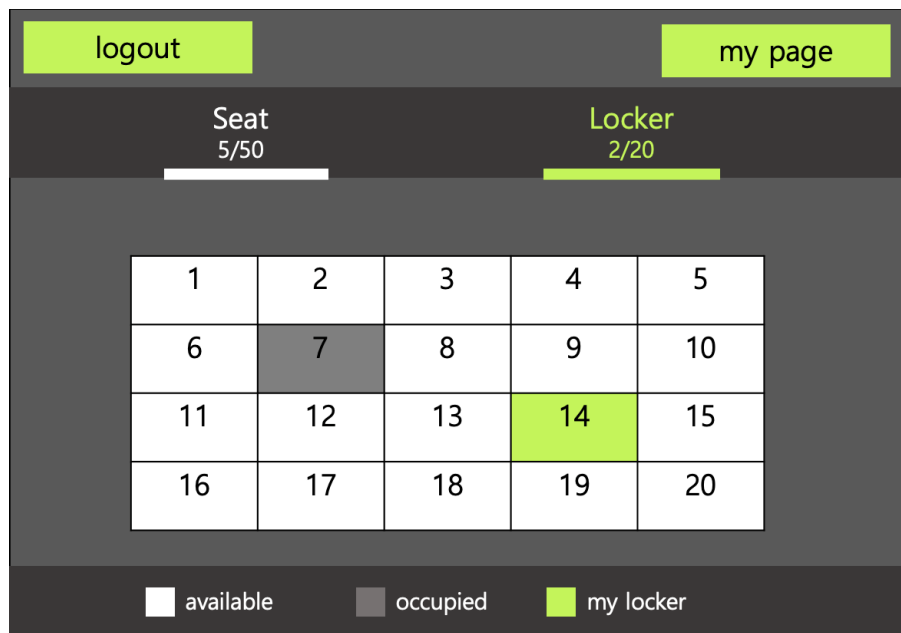 logout my page
Seat Locker
5/50 2/20
1 2 3 4 5
6 7 8 9 10
11 12 13 14 15
16 17 18 19 20
available occupied my locker